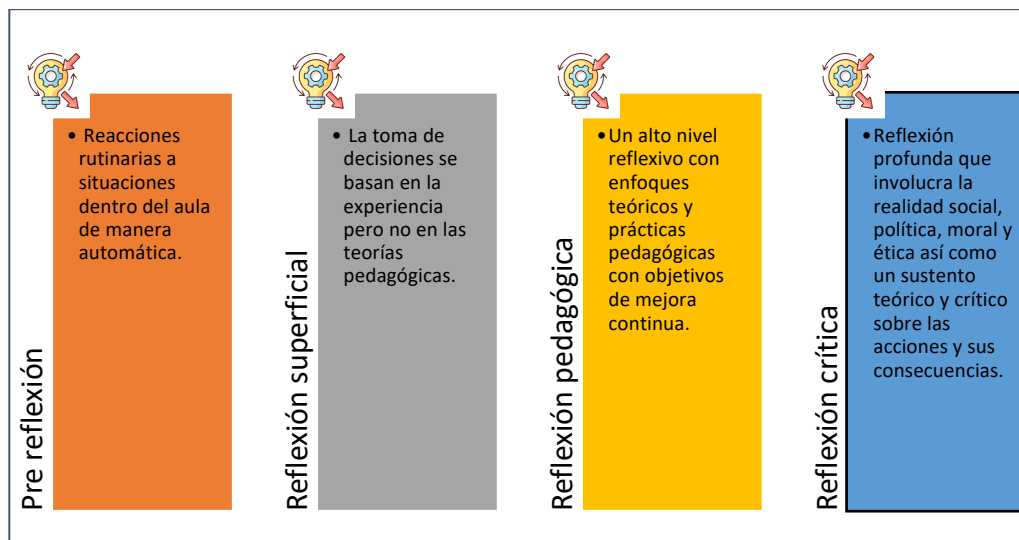 Pre reflexión
• Reacciones
rutinarias a
situaciones
dentro del aula
de manera
automática.
Reflexión superficial
• La toma de
decisiones se
basan en la
experiencia
pero no en las
teorías
pedagógicas.
Reflexión pedagógica
• Un alto nivel
reflexivo con
enfoques
teóricos y
prácticas
pedagógicas
con objetivos
de mejora
continua.
Reflexión crítica
• Reflexión
profunda que
involucra la
realidad social,
política, moral y
ética así como
un sustento
teórico y crítico
sobre las
acciones y sus
consecuencias.